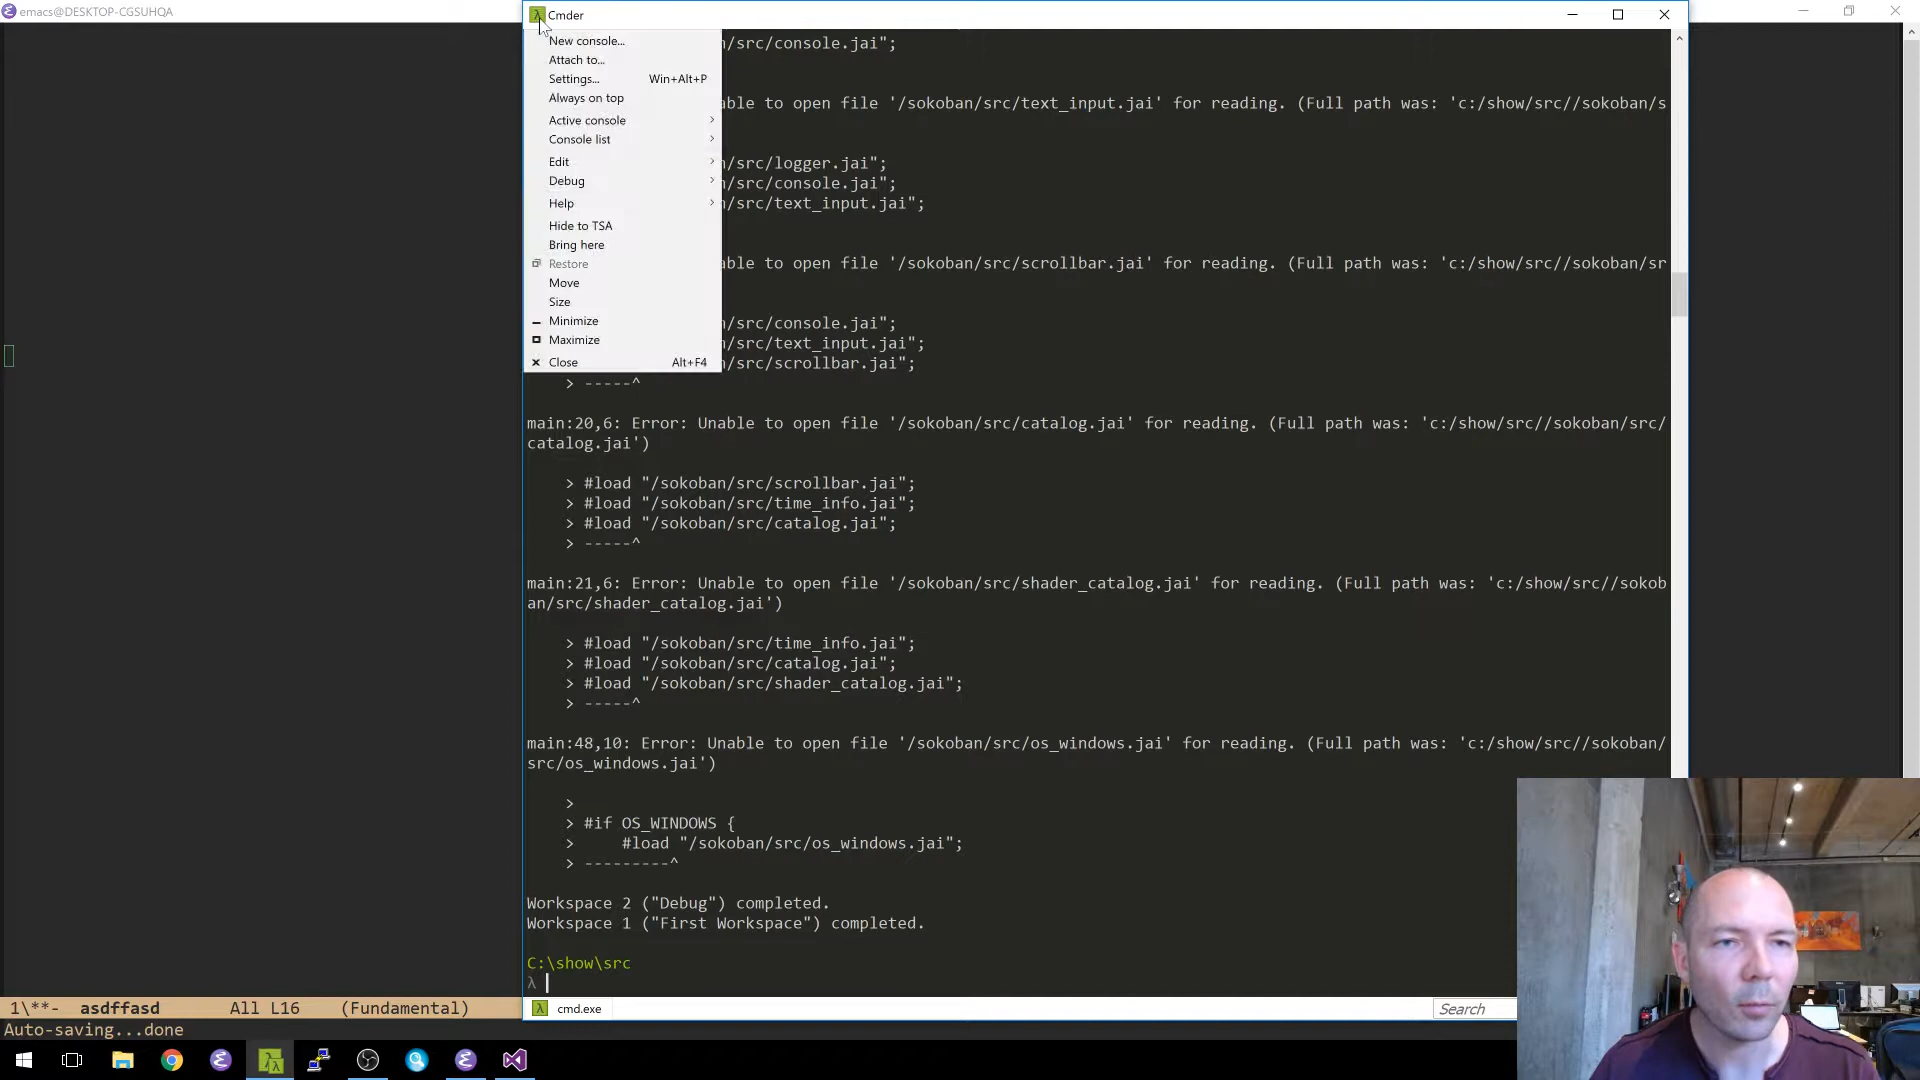 emacs@DESKTOP-CGSUHQA
Cmder
New console...
Attach to...
Settings... Win+Alt+P
Always on top
Active console
Console list
Edit
Debug
Help
Hide to TSA
Bring here
Restore
Move
Size
Minimize
Maximize
Close Alt+F4
/src/console.jai";
able to open file '/sokoban/src/text_input.jai' for reading. (Full path was: 'c:/show/src//sokoban/s
/src/logger.jai";
/src/console.jai";
/src/text_input.jai";
able to open file '/sokoban/src/scrollbar.jai' for reading. (Full path was: 'c:/show/src//sokoban/sr
/src/console.jai";
/src/text_input.jai";
/src/scrollbar.jai";
> -----^
main:20,6: Error: Unable to open file '/sokoban/src/catalog.jai' for reading. (Full path was: 'c:/show/src//sokoban/src/
catalog.jai')
> #load "/sokoban/src/scrollbar.jai";
> #load "/sokoban/src/time_info.jai";
> #load "/sokoban/src/catalog.jai";
> -----^
main:21,6: Error: Unable to open file '/sokoban/src/shader_catalog.jai' for reading. (Full path was: 'c:/show/src//sokob
an/src/shader_catalog.jai')
> #load "/sokoban/src/time_info.jai";
> #load "/sokoban/src/catalog.jai";
> #load "/sokoban/src/shader_catalog.jai";
> -----^
main:48,10: Error: Unable to open file '/sokoban/src/os_windows.jai' for reading. (Full path was: 'c:/show/src//sokoban/
src/os_windows.jai')
>
> #if OS_WINDOWS {
>     #load "/sokoban/src/os_windows.jai";
> ---------^
Workspace 2 ("Debug") completed.
Workspace 1 ("First Workspace") completed.
C:\show\src
λ
cmd.exe
Search
1\**-  asdffasd  All L16  (Fundamental)
Auto-saving...done